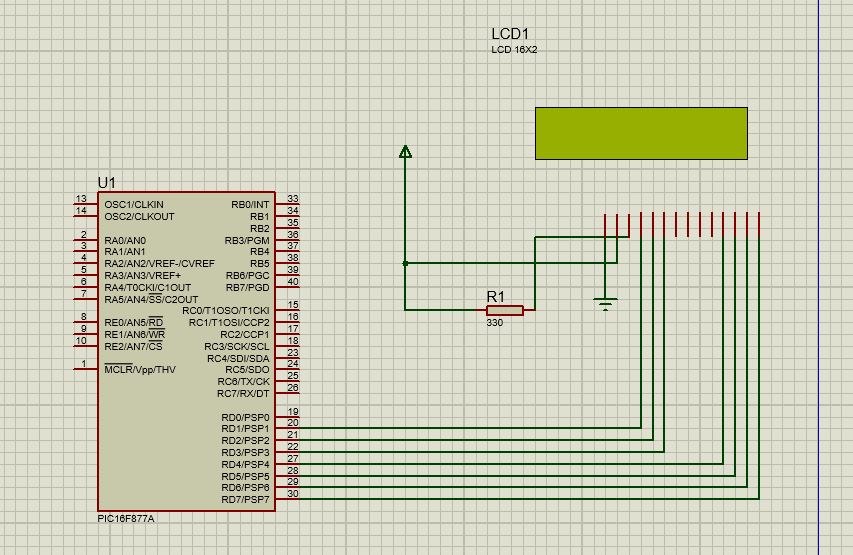 LCD1
LCD 16X2
U1
13 OSC1/CLKIN
14 OSC2/CLKOUT
2 RA0/AN0
3 RA1/AN1
4 RA2/AN2/VREF-/CVREF
5 RA3/AN3/VREF+
6 RA4/T0CKI/C1OUT
7 RA5/AN4/SS/C2OUT
8 RE0/AN5/RD
9 RE1/AN6/WR
10 RE2/AN7/CS
1 MCLR/Vpp/THV
RB0/INT 33
RB1 34
RB2 35
RB3/PGM 36
RB4 37
RB5 38
RB6/PGC 39
RB7/PGD 40
RC0/T1OSO/T1CKI 15
RC1/T1OSI/CCP2 16
RC2/CCP1 17
RC3/SCK/SCL 18
RC4/SDI/SDA 23
RC5/SDO 24
RC6/TX/CK 25
RC7/RX/DT 26
RD0/PSP0 19
RD1/PSP1 20
RD2/PSP2 21
RD3/PSP3 22
RD4/PSP4 27
RD5/PSP5 28
RD6/PSP6 29
RD7/PSP7 30
PIC16F877A
R1
330